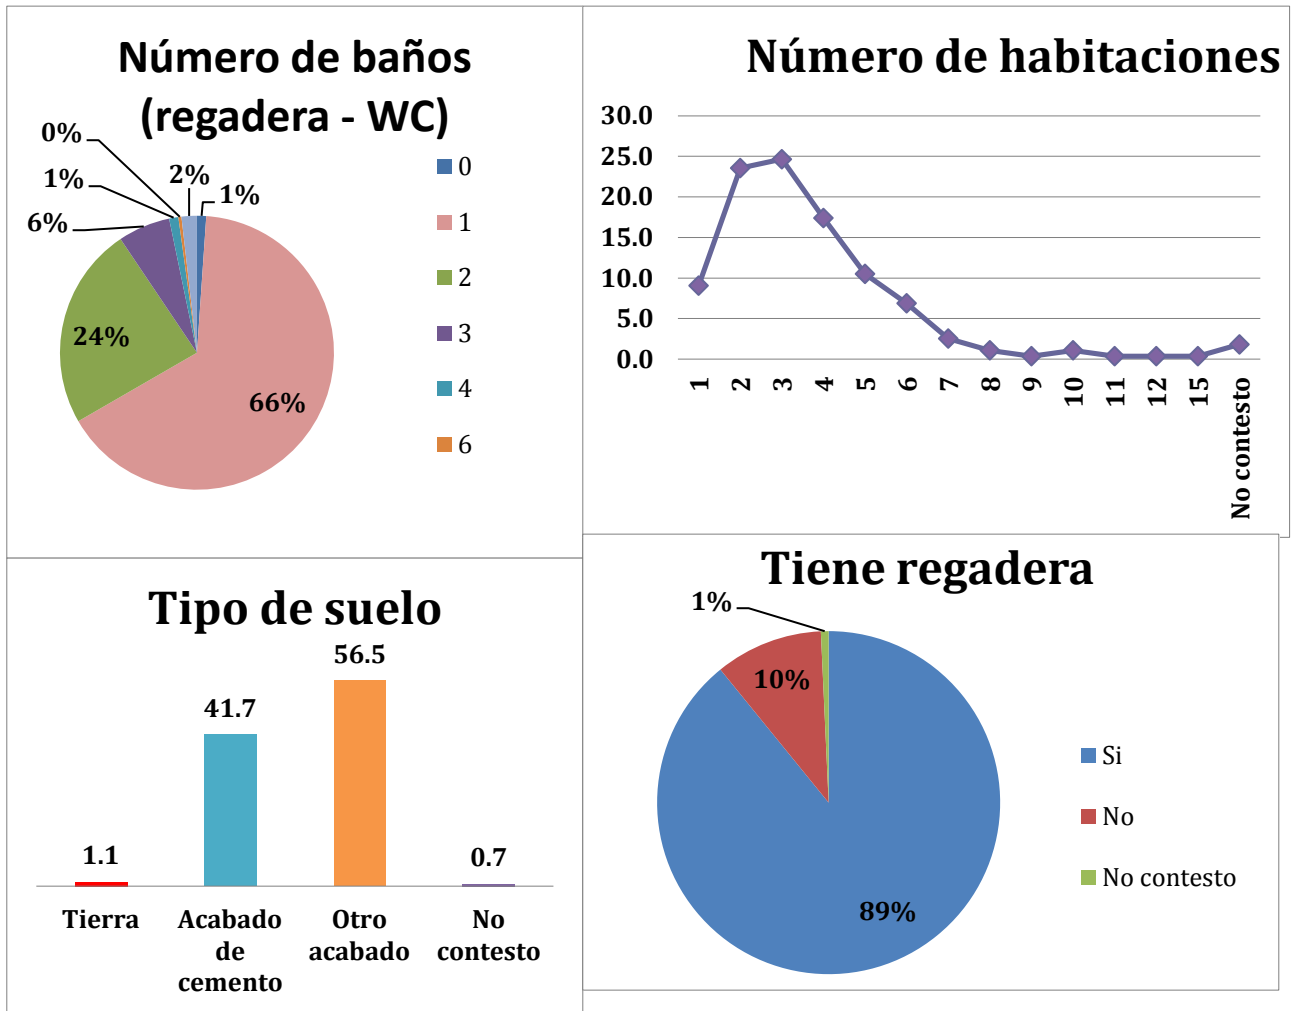 Número de baños
(regadera - WC)
0%
1%
6%
2%
1%
24%
66%
0
1
2
3
4
6
Número de habitaciones
30.0
25.0
20.0
15.0
10.0
5.0
0.0
1
2
3
4
5
6
7
8
9
10
11
12
15
No contesto
Tipo de suelo
1.1
41.7
56.5
0.7
Tierra
Acabado
de
cemento
Otro
acabado
No
contesto
Tiene regadera
1%
10%
89%
Si
No
No contesto